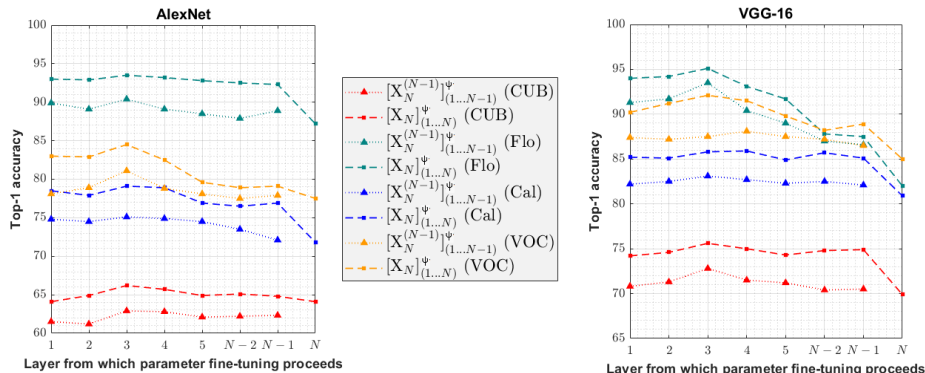 AlexNet
100
95
90
85
80
75
70
65
60
Top-1 accuracy
1 2 3 4 5 N − 2 N − 1 N
Layer from which parameter fine-tuning proceeds
[X_N^{(N-1)}]^ψ_{(1...N-1)} (CUB)
[X_N]^ψ_{(1...N)} (CUB)
[X_N^{(N-1)}]^ψ_{(1...N-1)} (Flo)
[X_N]^ψ_{(1...N)} (Flo)
[X_N^{(N-1)}]^ψ_{(1...N-1)} (Cal)
[X_N]^ψ_{(1...N)} (Cal)
[X_N^{(N-1)}]^ψ_{(1...N-1)} (VOC)
[X_N]^ψ_{(1...N)} (VOC)
VGG-16
100
95
90
85
80
75
70
65
Top-1 accuracy
1 2 3 4 5 N − 2 N − 1 N
Layer from which parameter fine-tuning proceeds